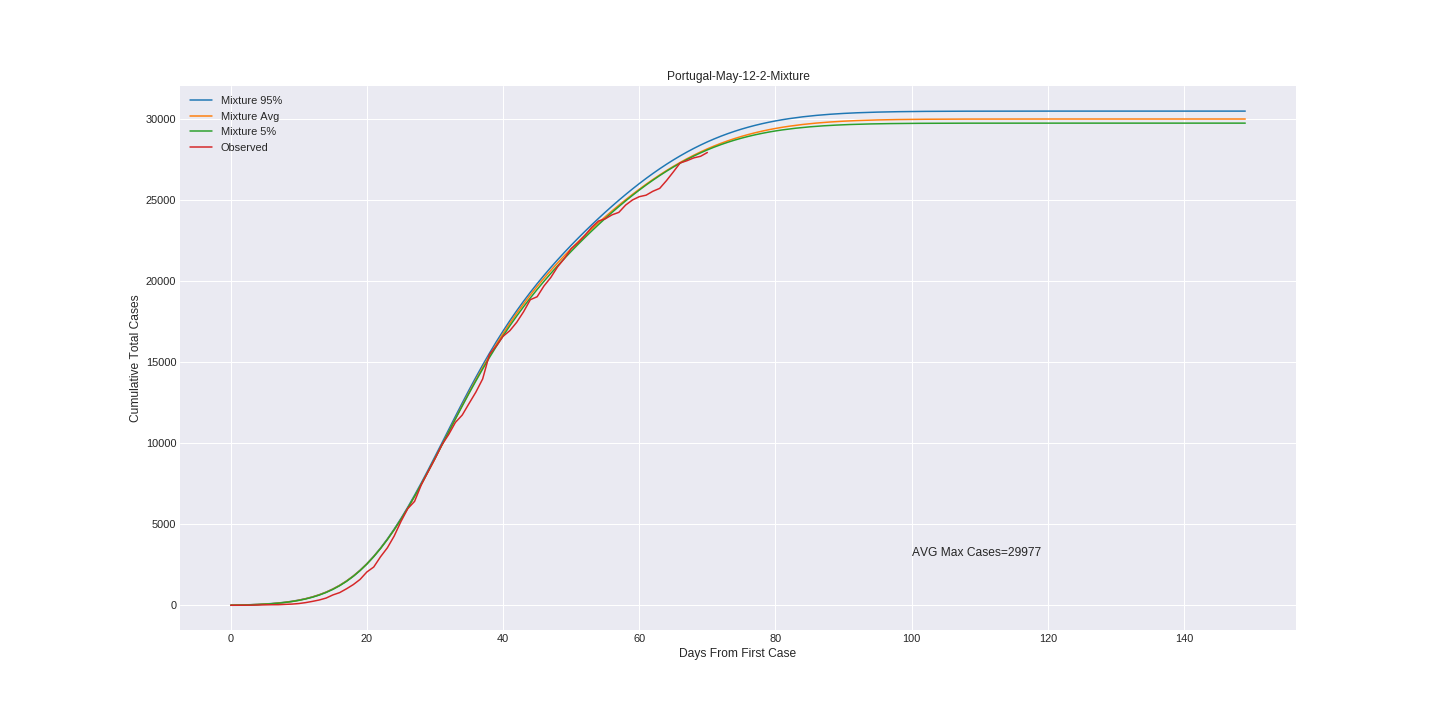 Portugal-May-12-2-Mixture
Mixture 95%
Mixture Avg
Mixture 5%
Observed
30000
25000
20000
15000
10000
5000
0
Cumulative Total Cases
AVG Max Cases=29977
0 20 40 60 80 100 120 140
Days From First Case